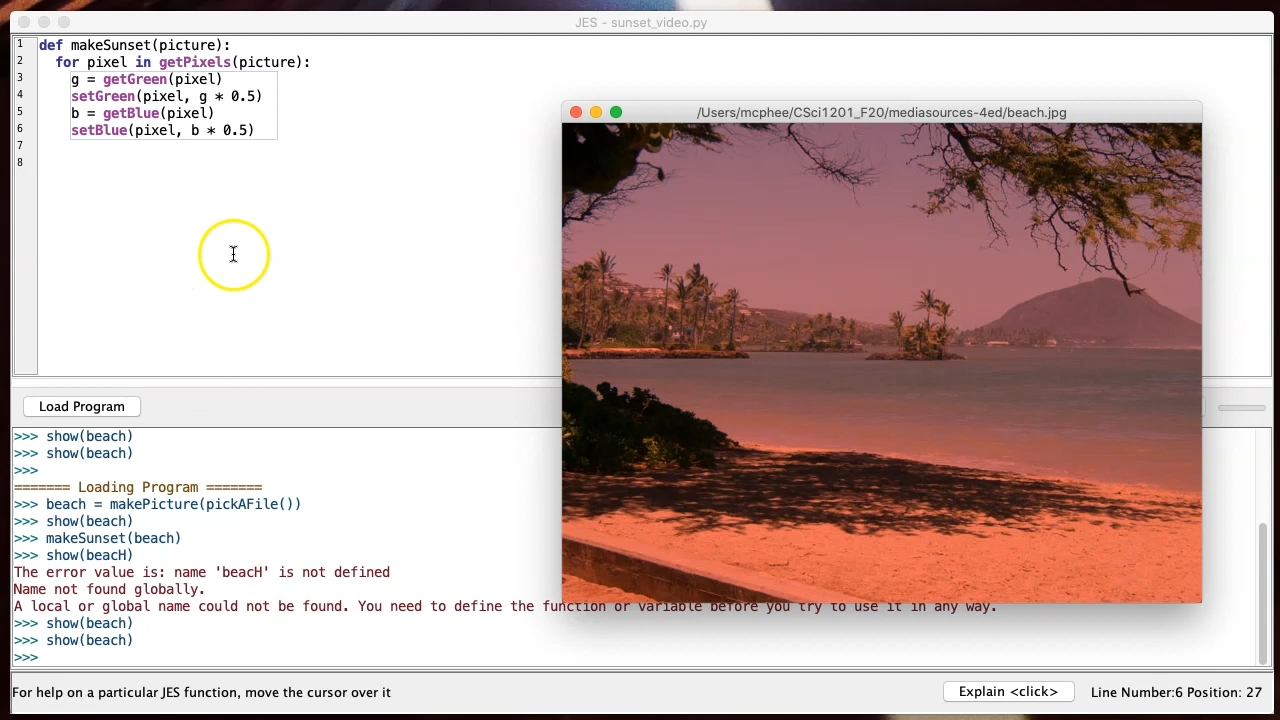 JES - sunset_video.py
1 def makeSunset(picture):
2 for pixel in getPixels(picture):
3 g = getGreen(pixel)
4 setGreen(pixel, g * 0.5)
5 b = getBlue(pixel)
6 setBlue(pixel, b * 0.5)
7
8
/Users/mcphee/CSci1201_F20/mediasources-4ed/beach.jpg
Load Program
>>> show(beach)
>>> show(beach)
>>>
======= Loading Program =======
>>> beach = makePicture(pickAFile())
>>> show(beach)
>>> makeSunset(beach)
>>> show(beacH)
The error value is: name 'beacH' is not defined
Name not found globally.
A local or global name could not be found. You need to define the function or variable before you try to use it in any way.
>>> show(beach)
>>> show(beach)
>>>
For help on a particular JES function, move the cursor over it
Explain <click>
Line Number:6 Position: 27